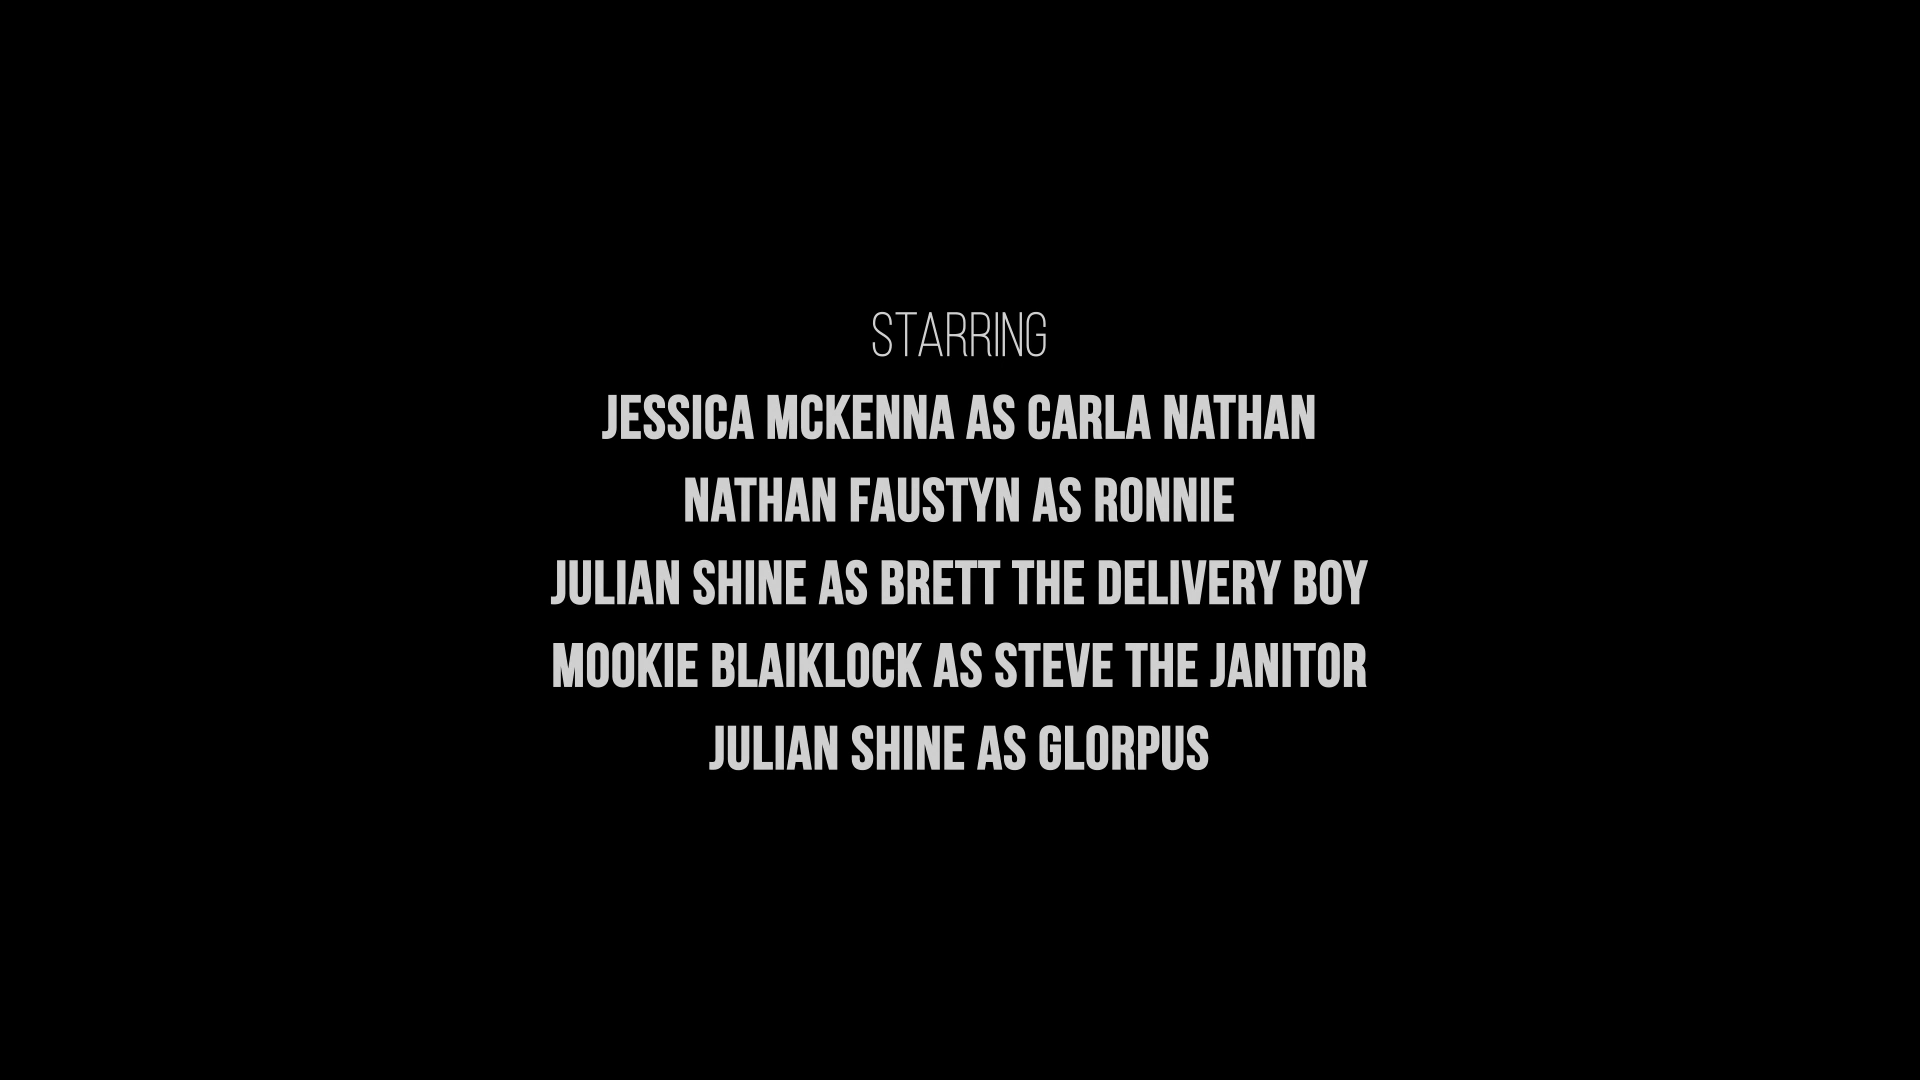 STARRING
JESSICA MCKENNA AS CARLA NATHAN
NATHAN FAUSTYN AS RONNIE
JULIAN SHINE AS BRETT THE DELIVERY BOY
MOOKIE BLAIKLOCK AS STEVE THE JANITOR
JULIAN SHINE AS GLORPUS